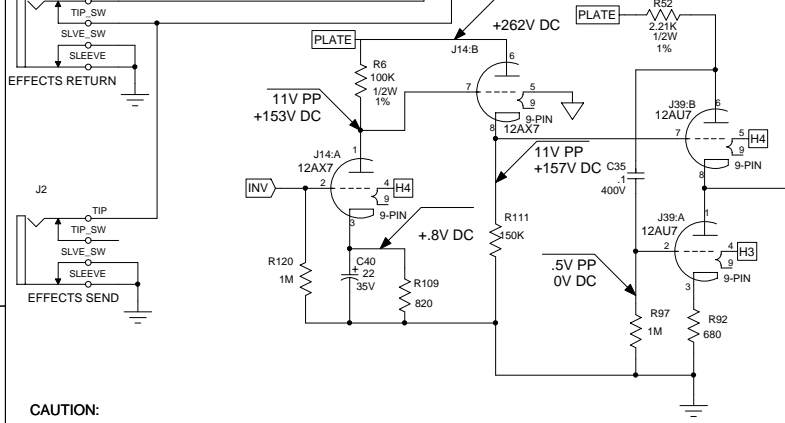 R52
2.21K
1/2W
1%
PLATE
TIP_SW
SLVE_SW
SLEEVE
EFFECTS RETURN
+262V DC
PLATE
J14:B
6
R6
100K
1/2W
1%
7
5
9
9-PIN
12AX7
8
11V PP
+153V DC
J14:A
12AX7
1
INV
2
4
H4
9
9-PIN
3
11V PP
+157V DC
C35
.1
400V
J39:B
12AU7
6
7
5
H4
9
9-PIN
8
J2
TIP
TIP_SW
SLVE_SW
SLEEVE
EFFECTS SEND
+.8V DC
R111
150K
R120
1M
+
C40
22
35V
R109
820
.5V PP
0V DC
J39:A
12AU7
1
2
4
H3
9
9-PIN
3
R97
1M
R92
680
CAUTION: